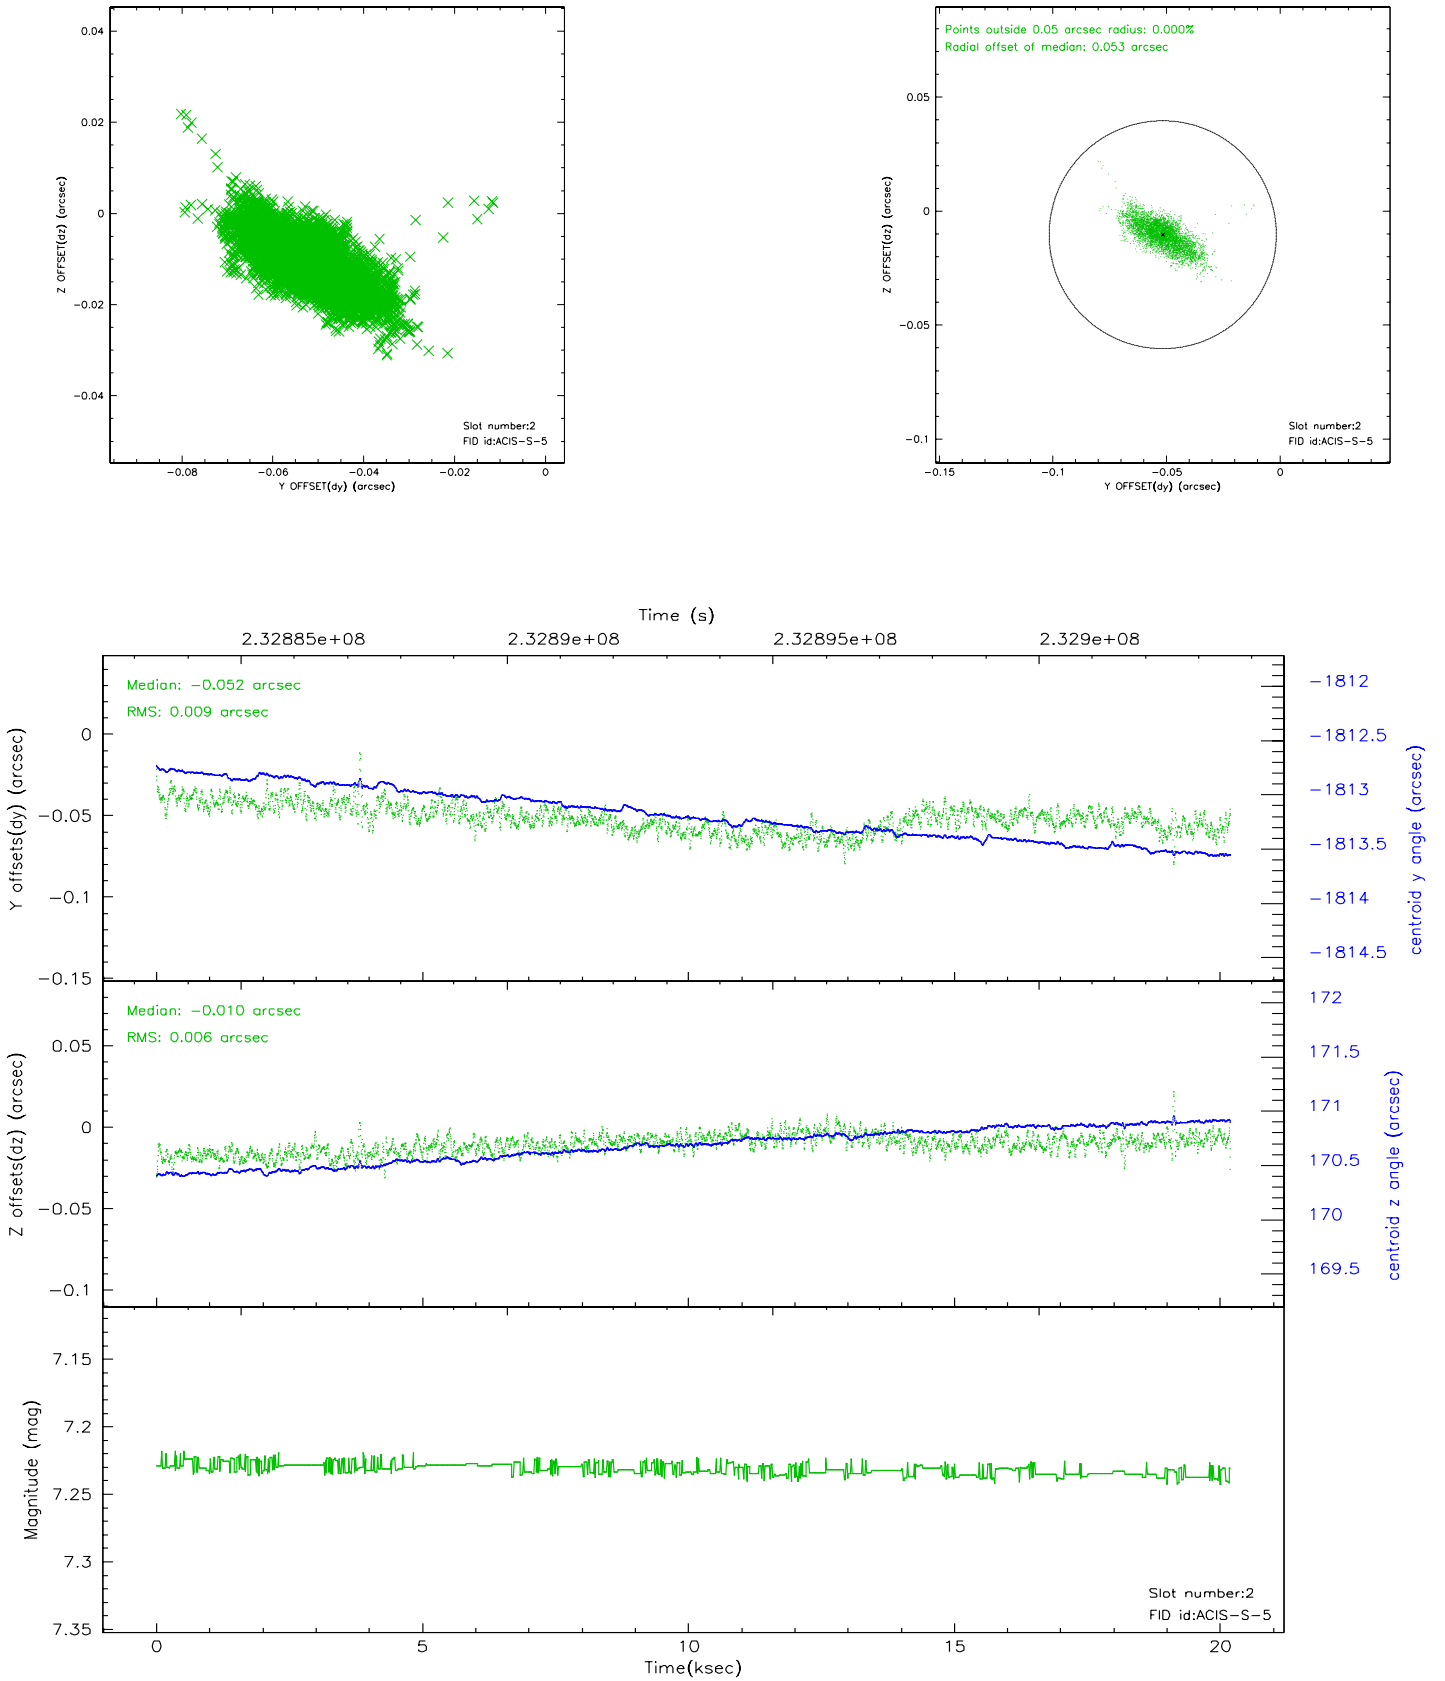 0.04
0.02
0
−0.02
−0.04
Z OFFSET(dz) (arcsec)
Slot number:2
FID id:ACIS−S−5
−0.08 −0.06 −0.04 −0.02 0
Y OFFSET(dy) (arcsec)
Points outside 0.05 arcsec radius: 0.000%
Radial offset of median: 0.053 arcsec
0.05
0
−0.05
−0.1
Z OFFSET(dz) (arcsec)
Slot number:2
FID id:ACIS−S−5
−0.15 −0.1 −0.05 0
Y OFFSET(dy) (arcsec)
Time (s)
2.32885e+08 2.3289e+08 2.32895e+08 2.329e+08
Median: −0.052 arcsec
RMS: 0.009 arcsec
0
−0.05
−0.1
−0.15
Y offsets(dy) (arcsec)
−1812
−1812.5
−1813
−1813.5
−1814
−1814.5
centroid y angle (arcsec)
Median: −0.010 arcsec
RMS: 0.006 arcsec
0.05
0
−0.05
−0.1
Z offsets(dz) (arcsec)
172
171.5
171
170.5
170
169.5
centroid z angle (arcsec)
7.15
7.2
7.25
7.3
7.35
Magnitude (mag)
Slot number:2
FID id:ACIS−S−5
0 5 10 15 20
Time(ksec)